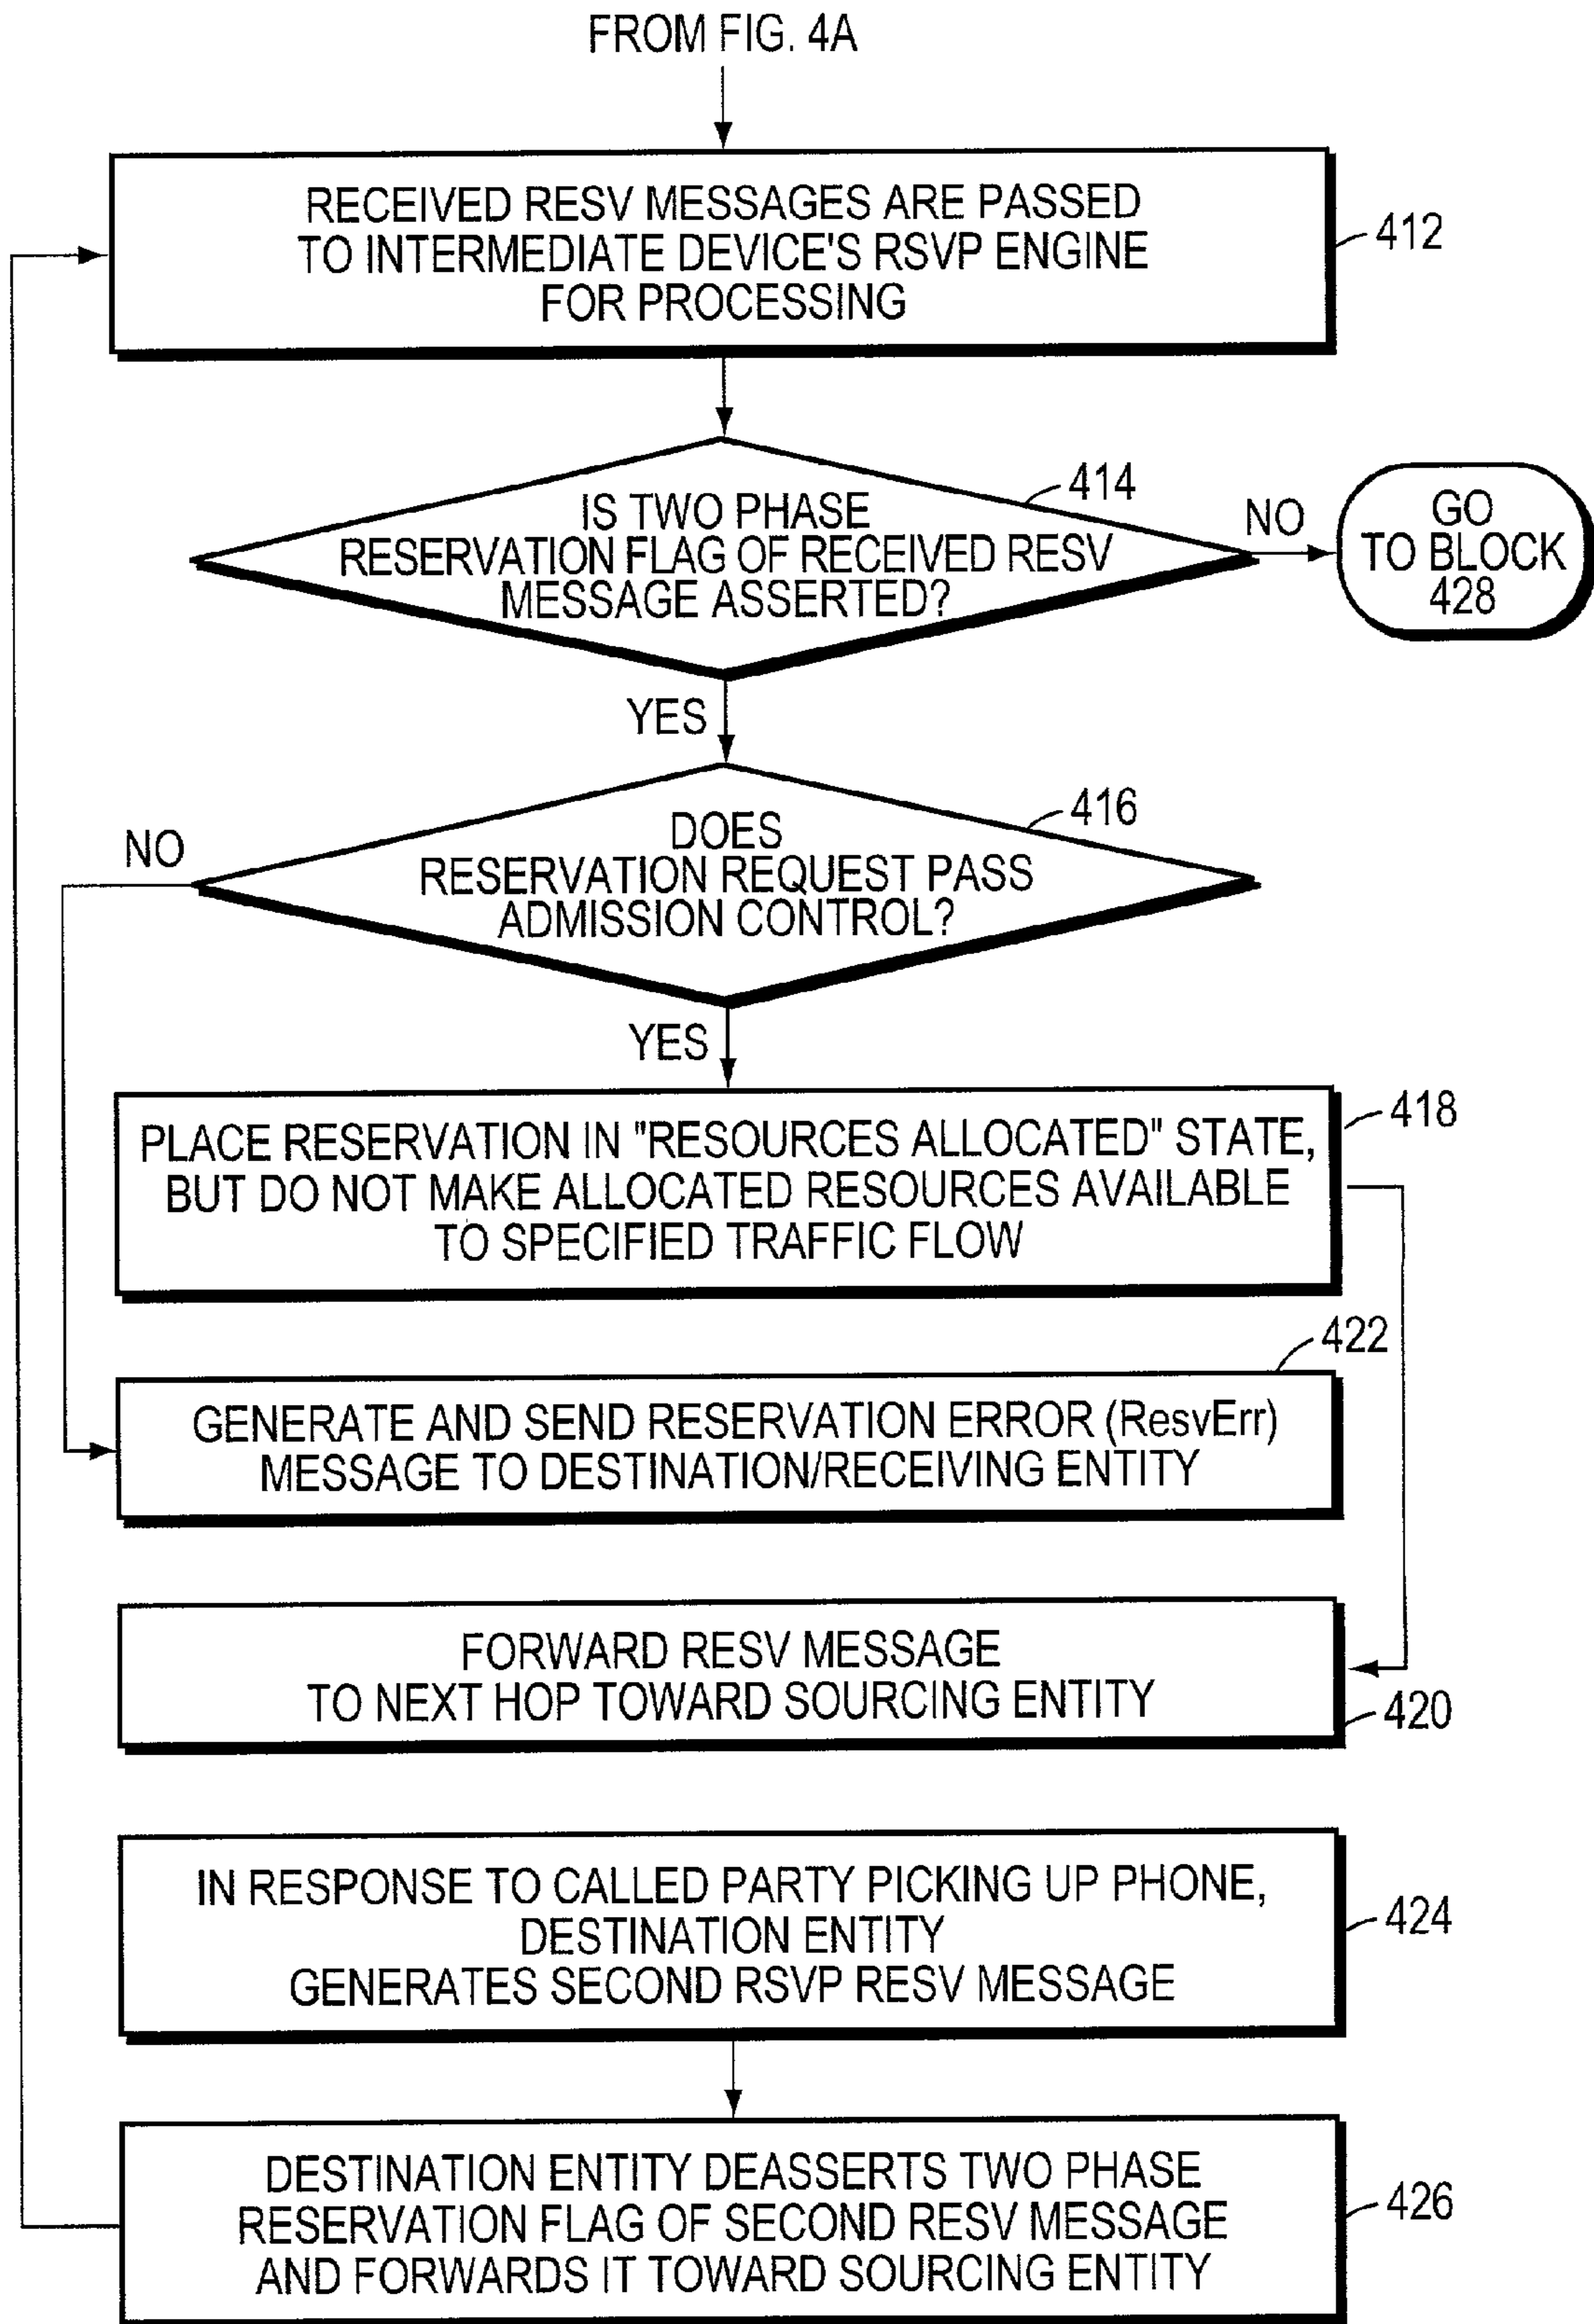 FROM FIG. 4A
RECEIVED RESV MESSAGES ARE PASSED
TO INTERMEDIATE DEVICE'S RSVP ENGINE
FOR PROCESSING
412
IS TWO PHASE
RESERVATION FLAG OF RECEIVED RESV
MESSAGE ASSERTED?
414
NO
GO
TO BLOCK
428
YES
DOES
RESERVATION REQUEST PASS
ADMISSION CONTROL?
416
NO
YES
PLACE RESERVATION IN "RESOURCES ALLOCATED" STATE,
BUT DO NOT MAKE ALLOCATED RESOURCES AVAILABLE
TO SPECIFIED TRAFFIC FLOW
418
422
GENERATE AND SEND RESERVATION ERROR (ResvErr)
MESSAGE TO DESTINATION/RECEIVING ENTITY
FORWARD RESV MESSAGE
TO NEXT HOP TOWARD SOURCING ENTITY
420
IN RESPONSE TO CALLED PARTY PICKING UP PHONE,
DESTINATION ENTITY
GENERATES SECOND RSVP RESV MESSAGE
424
DESTINATION ENTITY DEASSERTS TWO PHASE
RESERVATION FLAG OF SECOND RESV MESSAGE
AND FORWARDS IT TOWARD SOURCING ENTITY
426